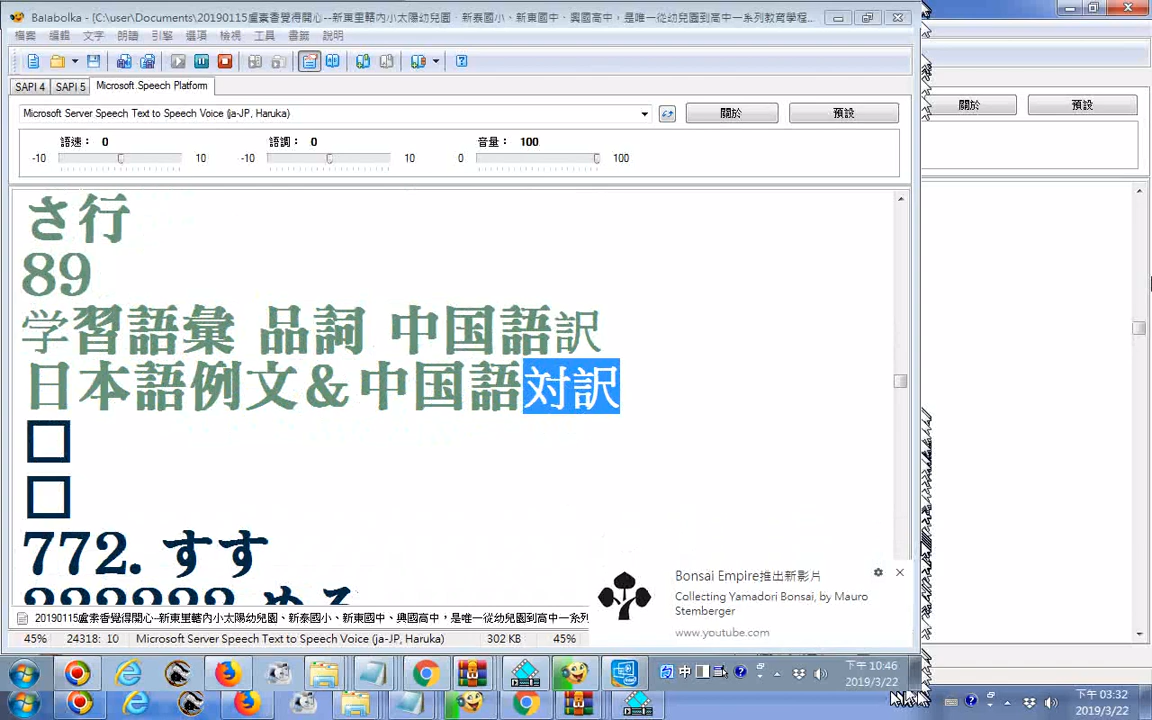 Balabolka - [C:\user\Documents\20190115盧素香覺得開心--新東里轄內小太陽幼兒園、新泰國小、新東國中、興國高中，是唯一從幼兒園到高中一系列教育學程...
檔案 編輯 文字 朗讀 引擎 選項 檢視 工具 書籤 說明
SAPI 4 SAPI 5 Microsoft Speech Platform
Microsoft Server Speech Text to Speech Voice (ja-JP, Haruka) 關於 預設 關於 預設
語速： 0 語調： 0 音量： 100
-10 10 -10 10 0 100
さ行
89
学習語彙 品詞 中国語訳
日本語例文＆中国語対訳
□
□
772. すす
222222 める
Bonsai Empire推出新影片
Collecting Yamadori Bonsai, by Mauro
Stemberger
www.youtube.com
20190115盧素香覺得開心--新東里轄內小太陽幼兒園、新泰國小、新東國中、興國高中，是唯一從幼兒園到高中一系列
45% 24318: 10 Microsoft Server Speech Text to Speech Voice (ja-JP, Haruka) 302 KB 45%
中 下午 10:46
2019/3/22
下午 03:32
2019/3/22